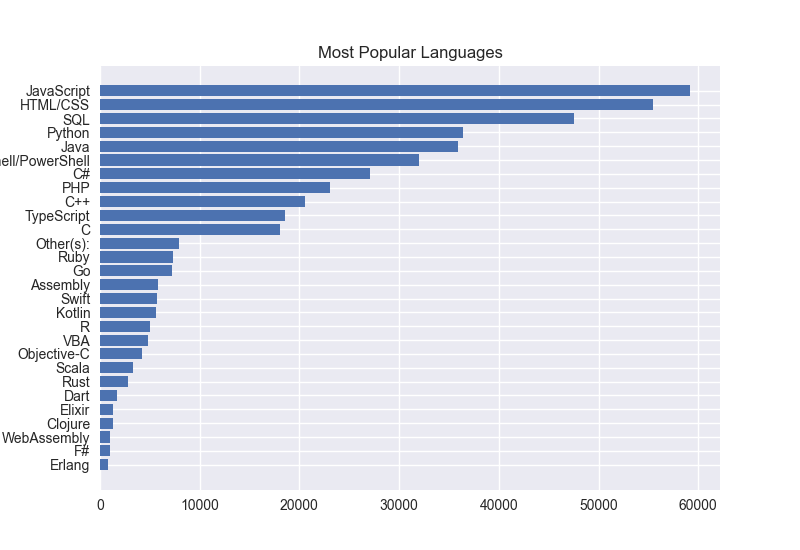 Most Popular Languages
JavaScript
HTML/CSS
SQL
Python
Java
ell/PowerShell
C#
PHP
C++
TypeScript
C
Other(s):
Ruby
Go
Assembly
Swift
Kotlin
R
VBA
Objective-C
Scala
Rust
Dart
Elixir
Clojure
WebAssembly
F#
Erlang
0 10000 20000 30000 40000 50000 60000